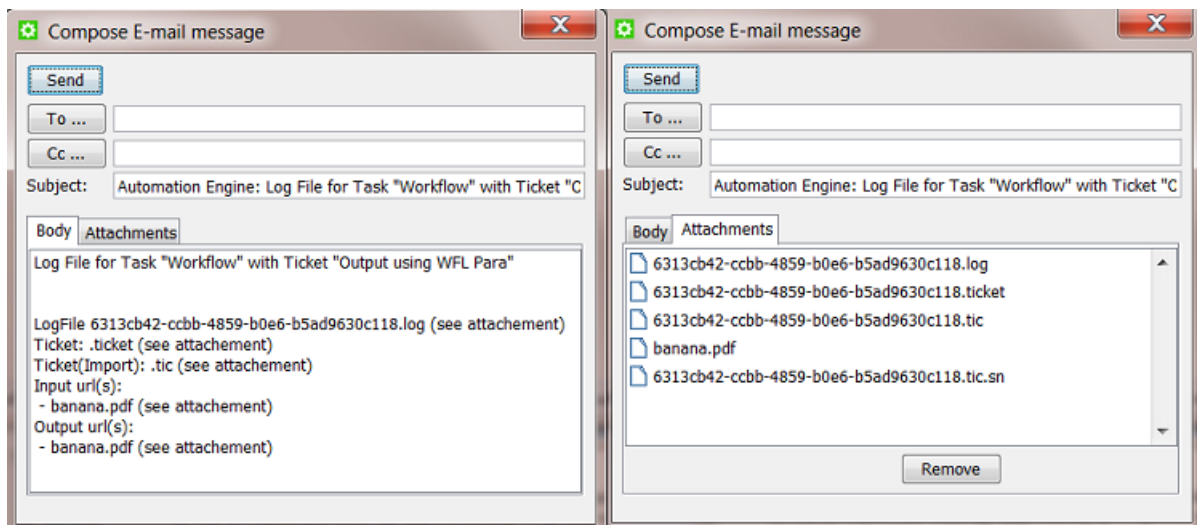 Compose E-mail message
X
Send
To ...
Cc ...
Subject: Automation Engine: Log File for Task "Workflow" with Ticket "C
Body Attachments
Log File for Task "Workflow" with Ticket "Output using WFL Para"
LogFile 6313cb42-ccbb-4859-b0e6-b5ad9630c118.log (see attachement)
Ticket: .ticket (see attachement)
Ticket(Import): .tic (see attachement)
Input url(s):
- banana.pdf (see attachement)
Output url(s):
- banana.pdf (see attachement)
Compose E-mail message
X
Send
To ...
Cc ...
Subject: Automation Engine: Log File for Task "Workflow" with Ticket "C
Body Attachments
6313cb42-ccbb-4859-b0e6-b5ad9630c118.log
6313cb42-ccbb-4859-b0e6-b5ad9630c118.ticket
6313cb42-ccbb-4859-b0e6-b5ad9630c118.tic
banana.pdf
6313cb42-ccbb-4859-b0e6-b5ad9630c118.tic.sn
Remove